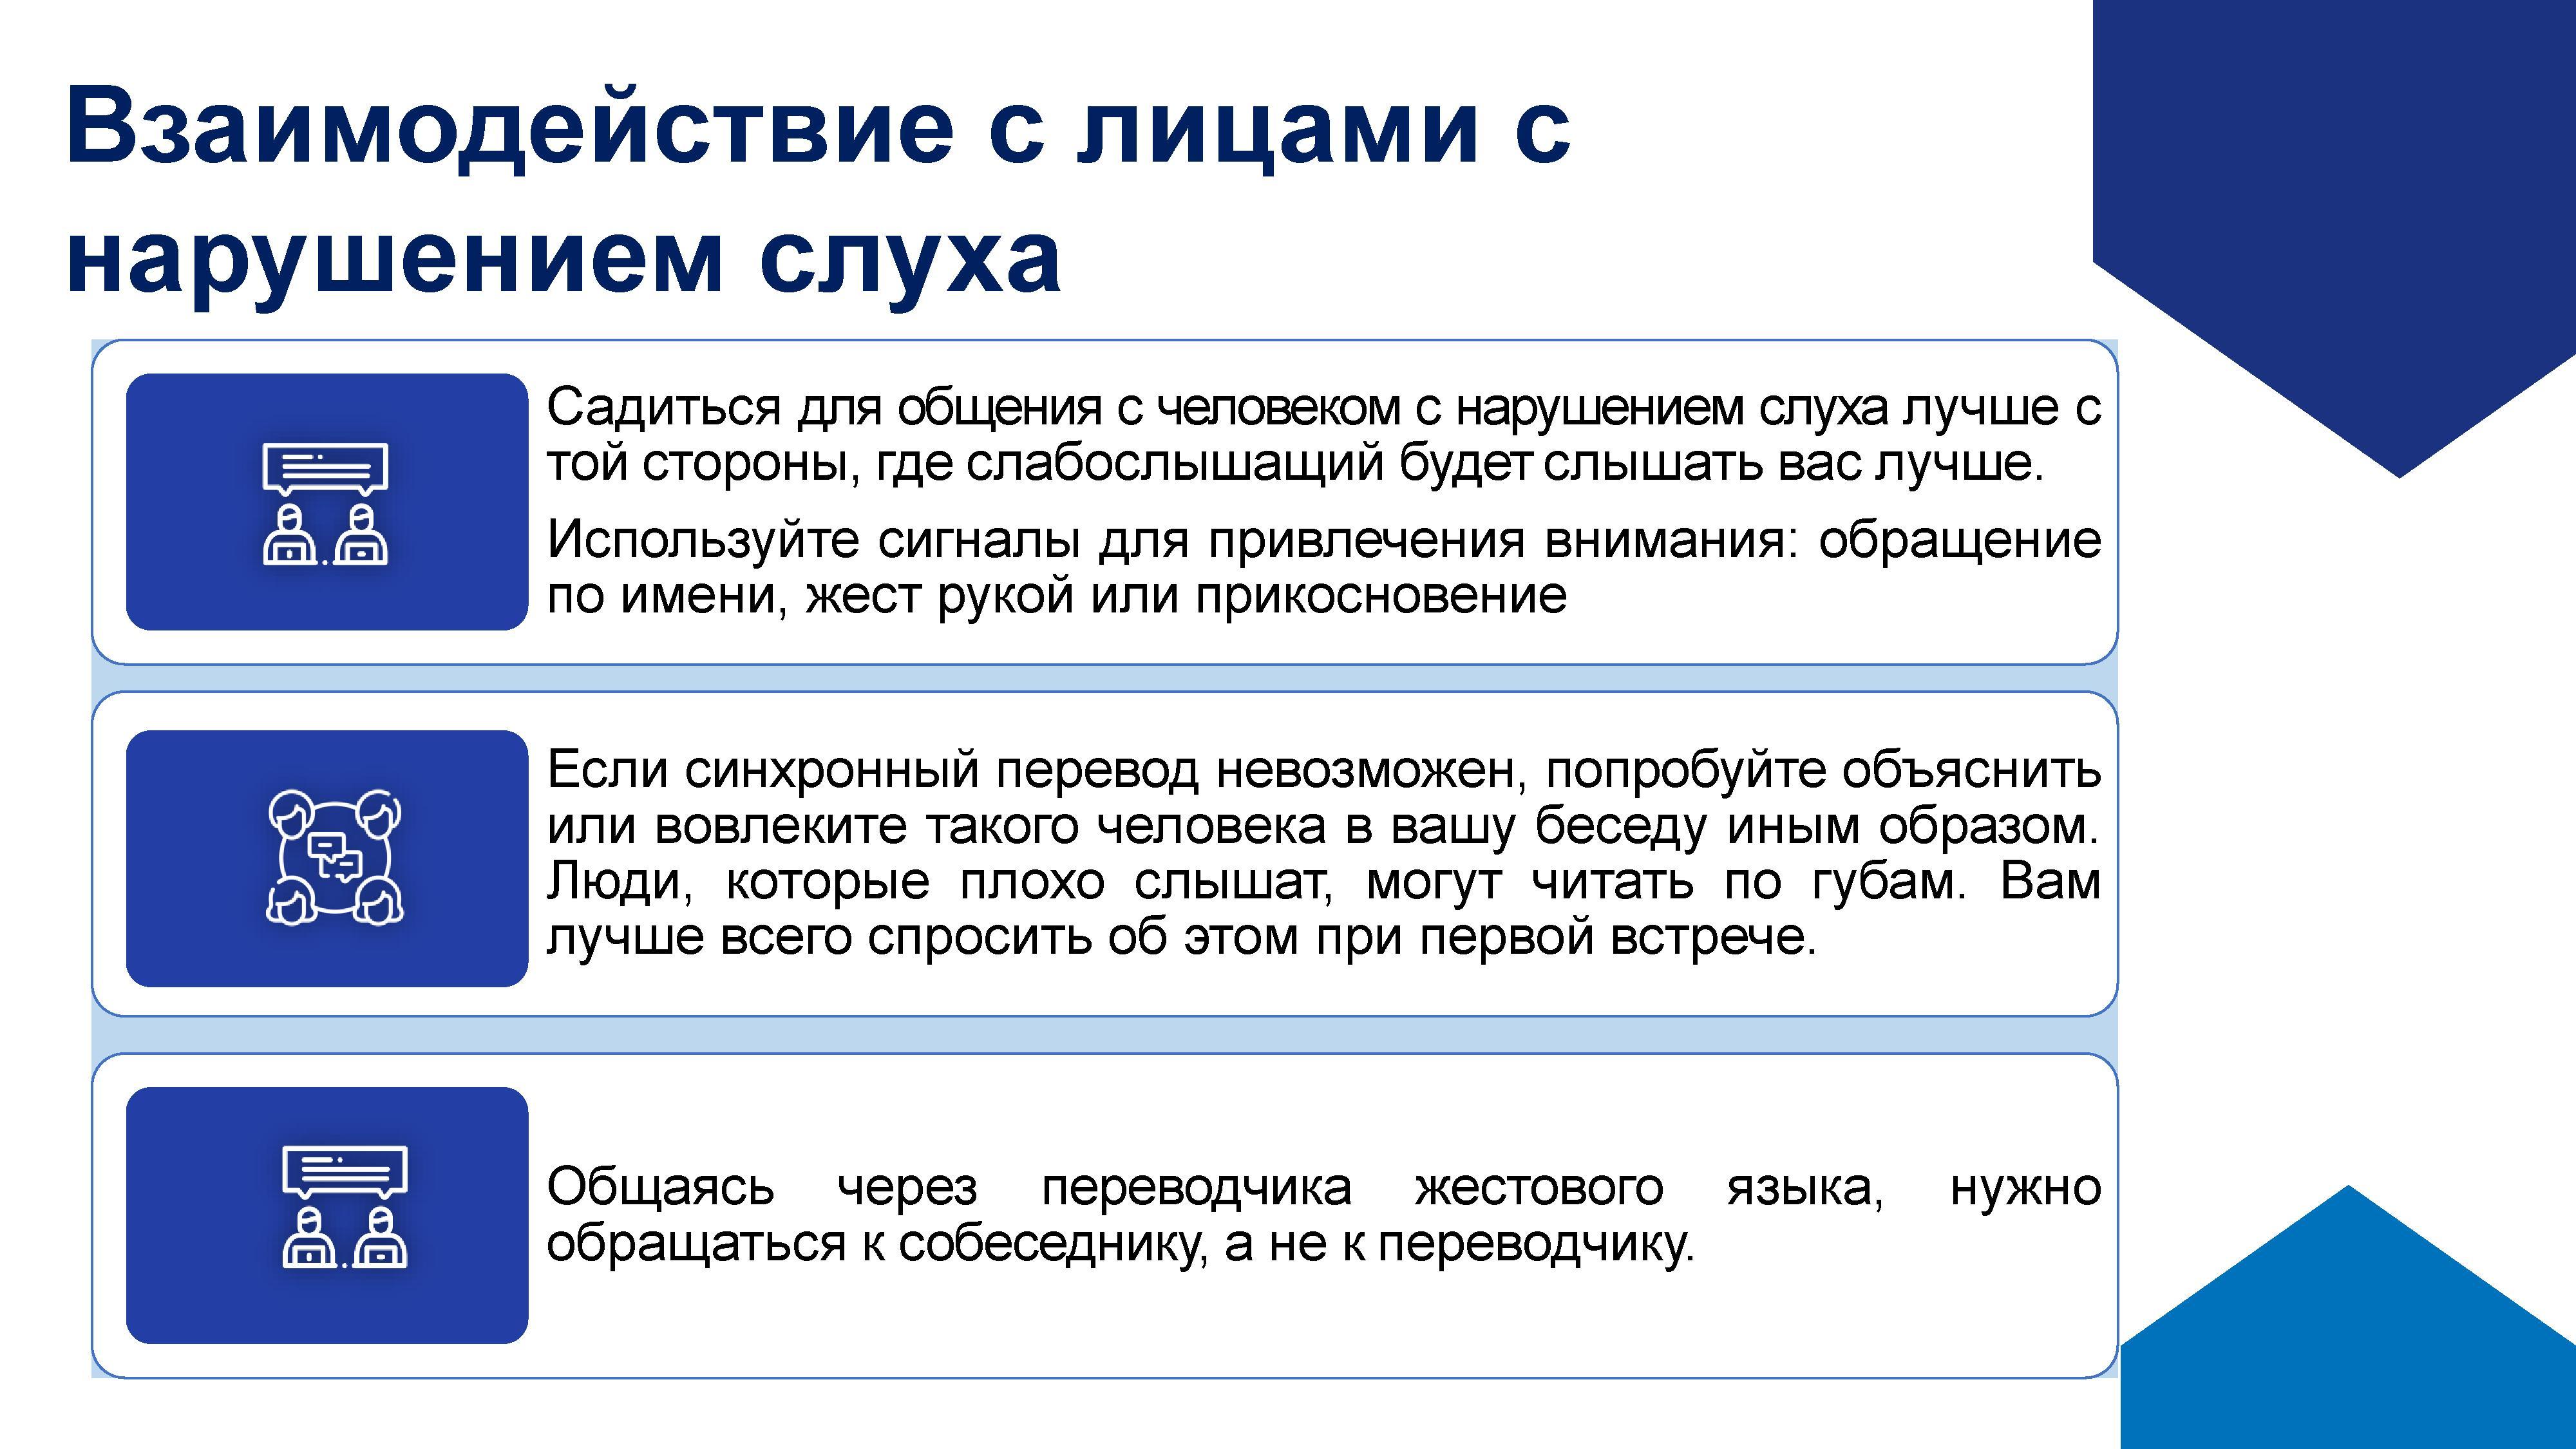 Взаимодействие с лицами с
нарушением слуха
Садиться для общения с человеком с нарушением слуха лучше с
той стороны, где слабослышащий будет слышать вас лучше.
Используйте сигналы для привлечения внимания: обращение
по имени, жест рукой или прикосновение
Если синхронный перевод невозможен, попробуйте объяснить
или вовлеките такого человека в вашу беседу иным образом.
Люди, которые плохо слышат, могут читать по губам. Вам
лучше всего спросить об этом при первой встрече.
Общаясь через переводчика жестового языка, нужно
обращаться к собеседнику, а не к переводчику.